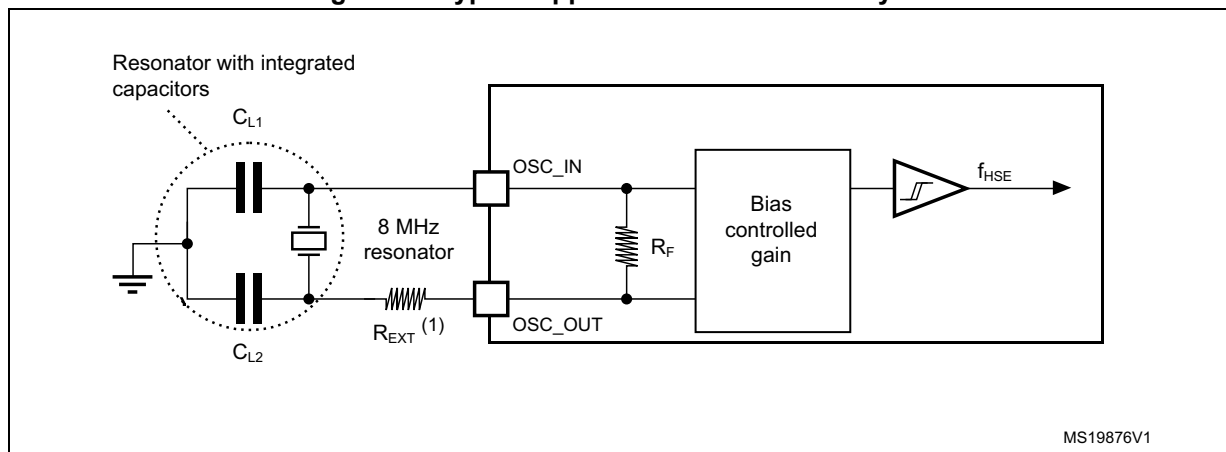 Resonator with integrated
capacitors
CL1
OSC_IN
fHSE
8 MHz
resonator
RF
Bias
controlled
gain
REXT (1)
OSC_OUT
CL2
MS19876V1